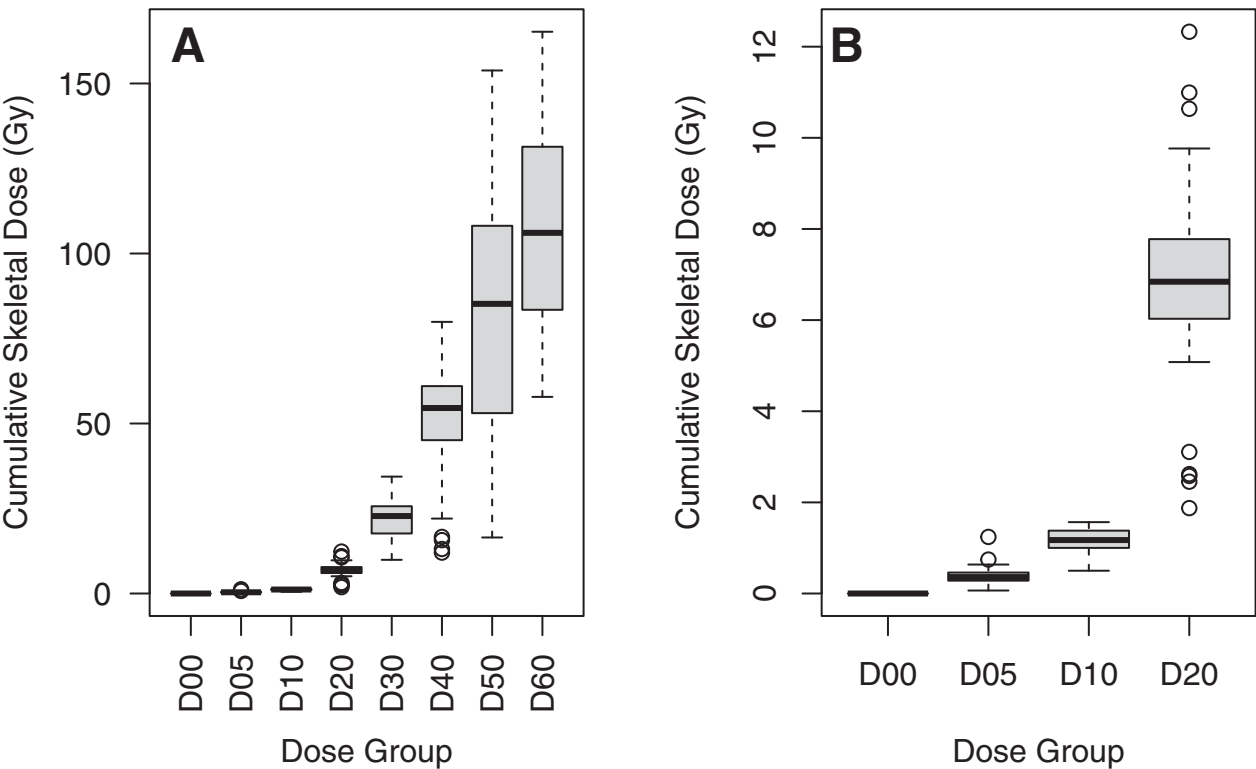 A
Cumulative Skeletal Dose (Gy)
150
100
50
0
D00 D05 D10 D20 D30 D40 D50 D60
Dose Group
B
Cumulative Skeletal Dose (Gy)
12
10
8
6
4
2
0
D00 D05 D10 D20
Dose Group